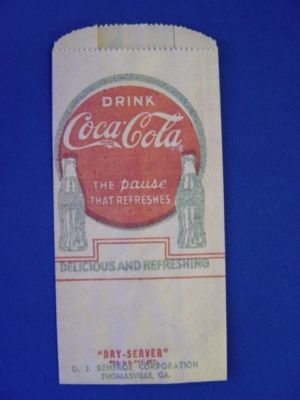 DRINK
Coca-Cola
THE pause
THAT REFRESHES
DELICIOUS AND REFRESHING
"DRY-SERVER"
THOMASVILLE, GA.